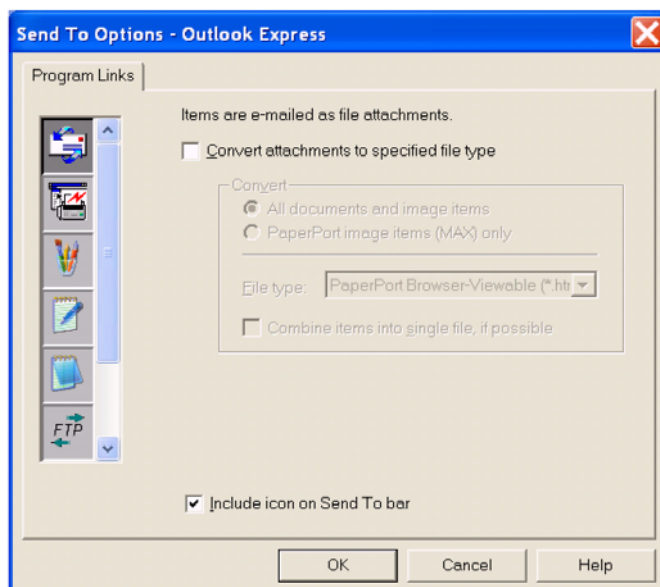 Send To Options - Outlook Express
Program Links
Items are e-mailed as file attachments.
Convert attachments to specified file type
Convert
All documents and image items
PaperPort image items (MAX) only
File type: PaperPort Browser-Viewable (*.htr
Combine items into single file, if possible
FTP
Include icon on Send To bar
OK Cancel Help